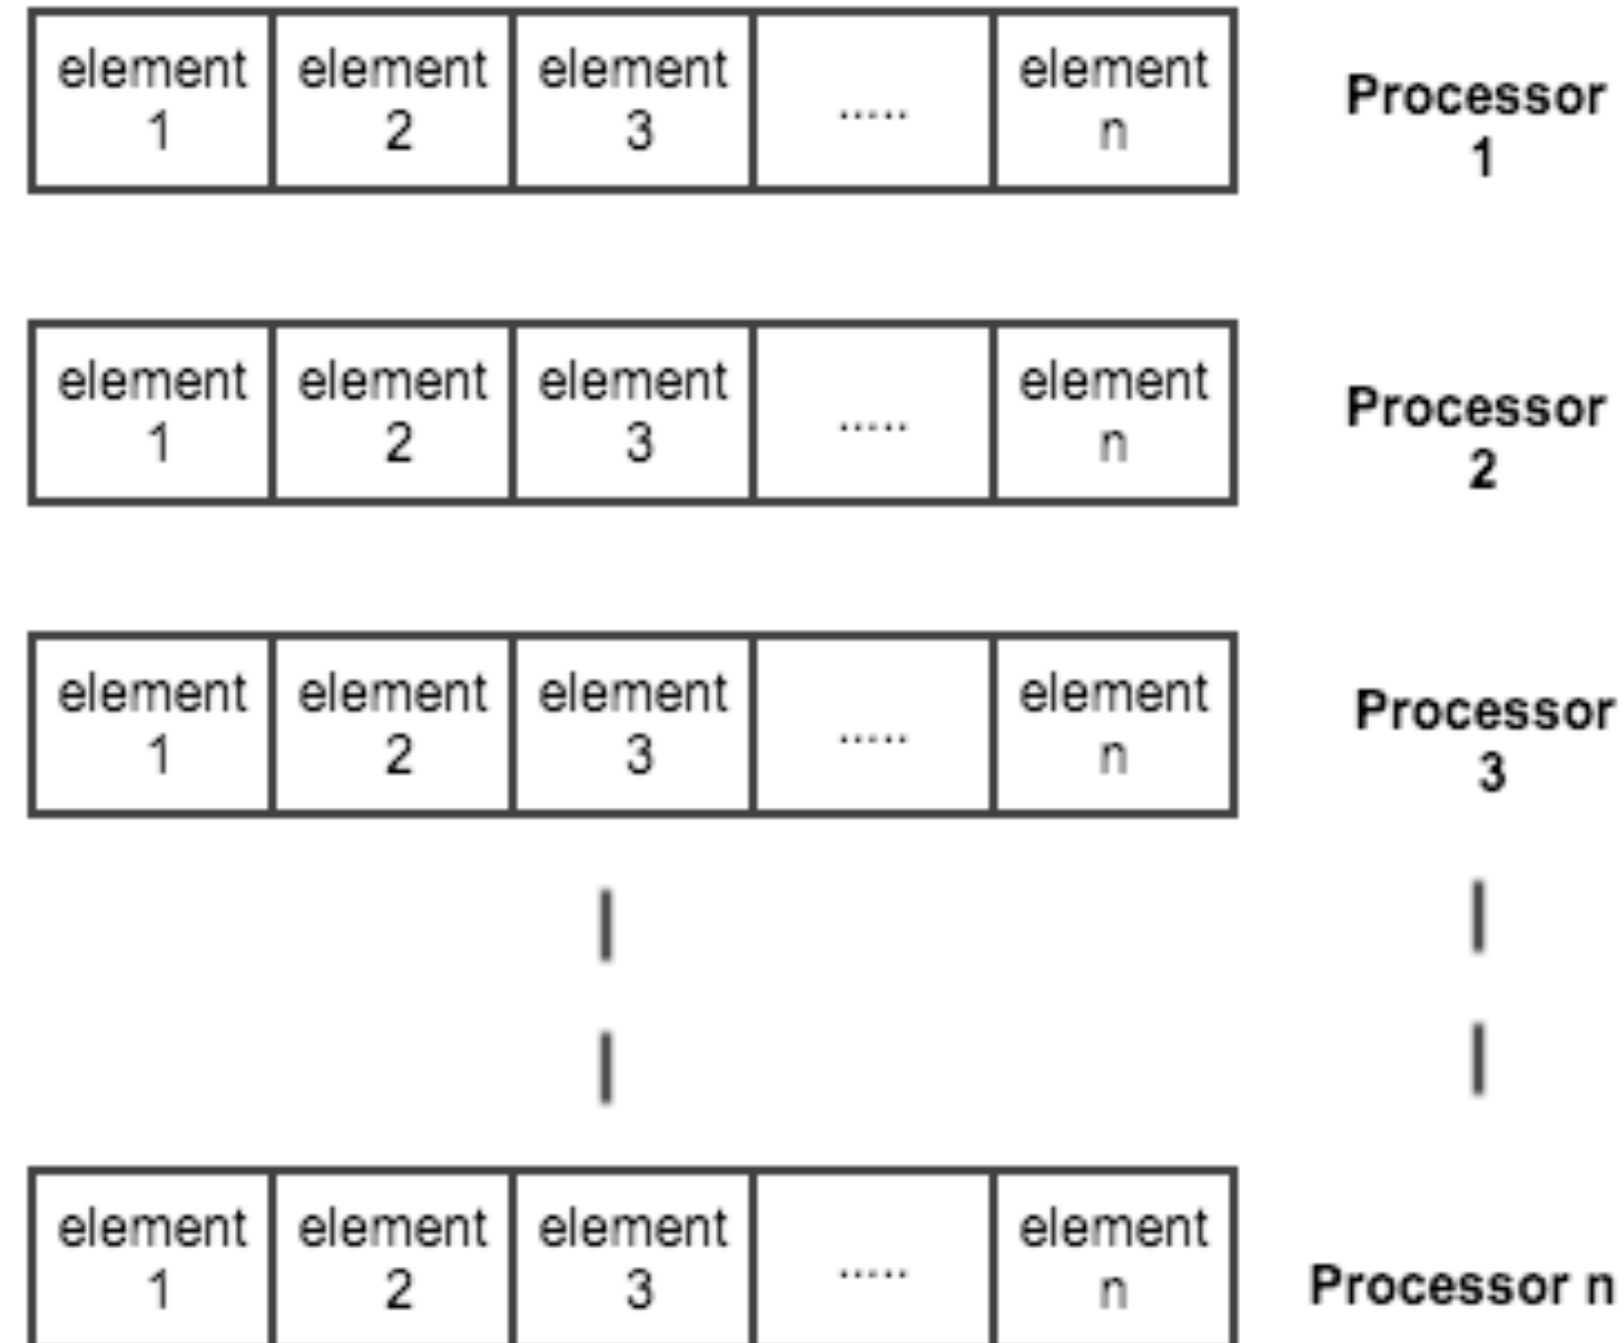 element element element ..... element
1 2 3 n
Processor
1
element element element ..... element
1 2 3 n
Processor
2
element element element ..... element
1 2 3 n
Processor
3
element element element ..... element
1 2 3 n
Processor n